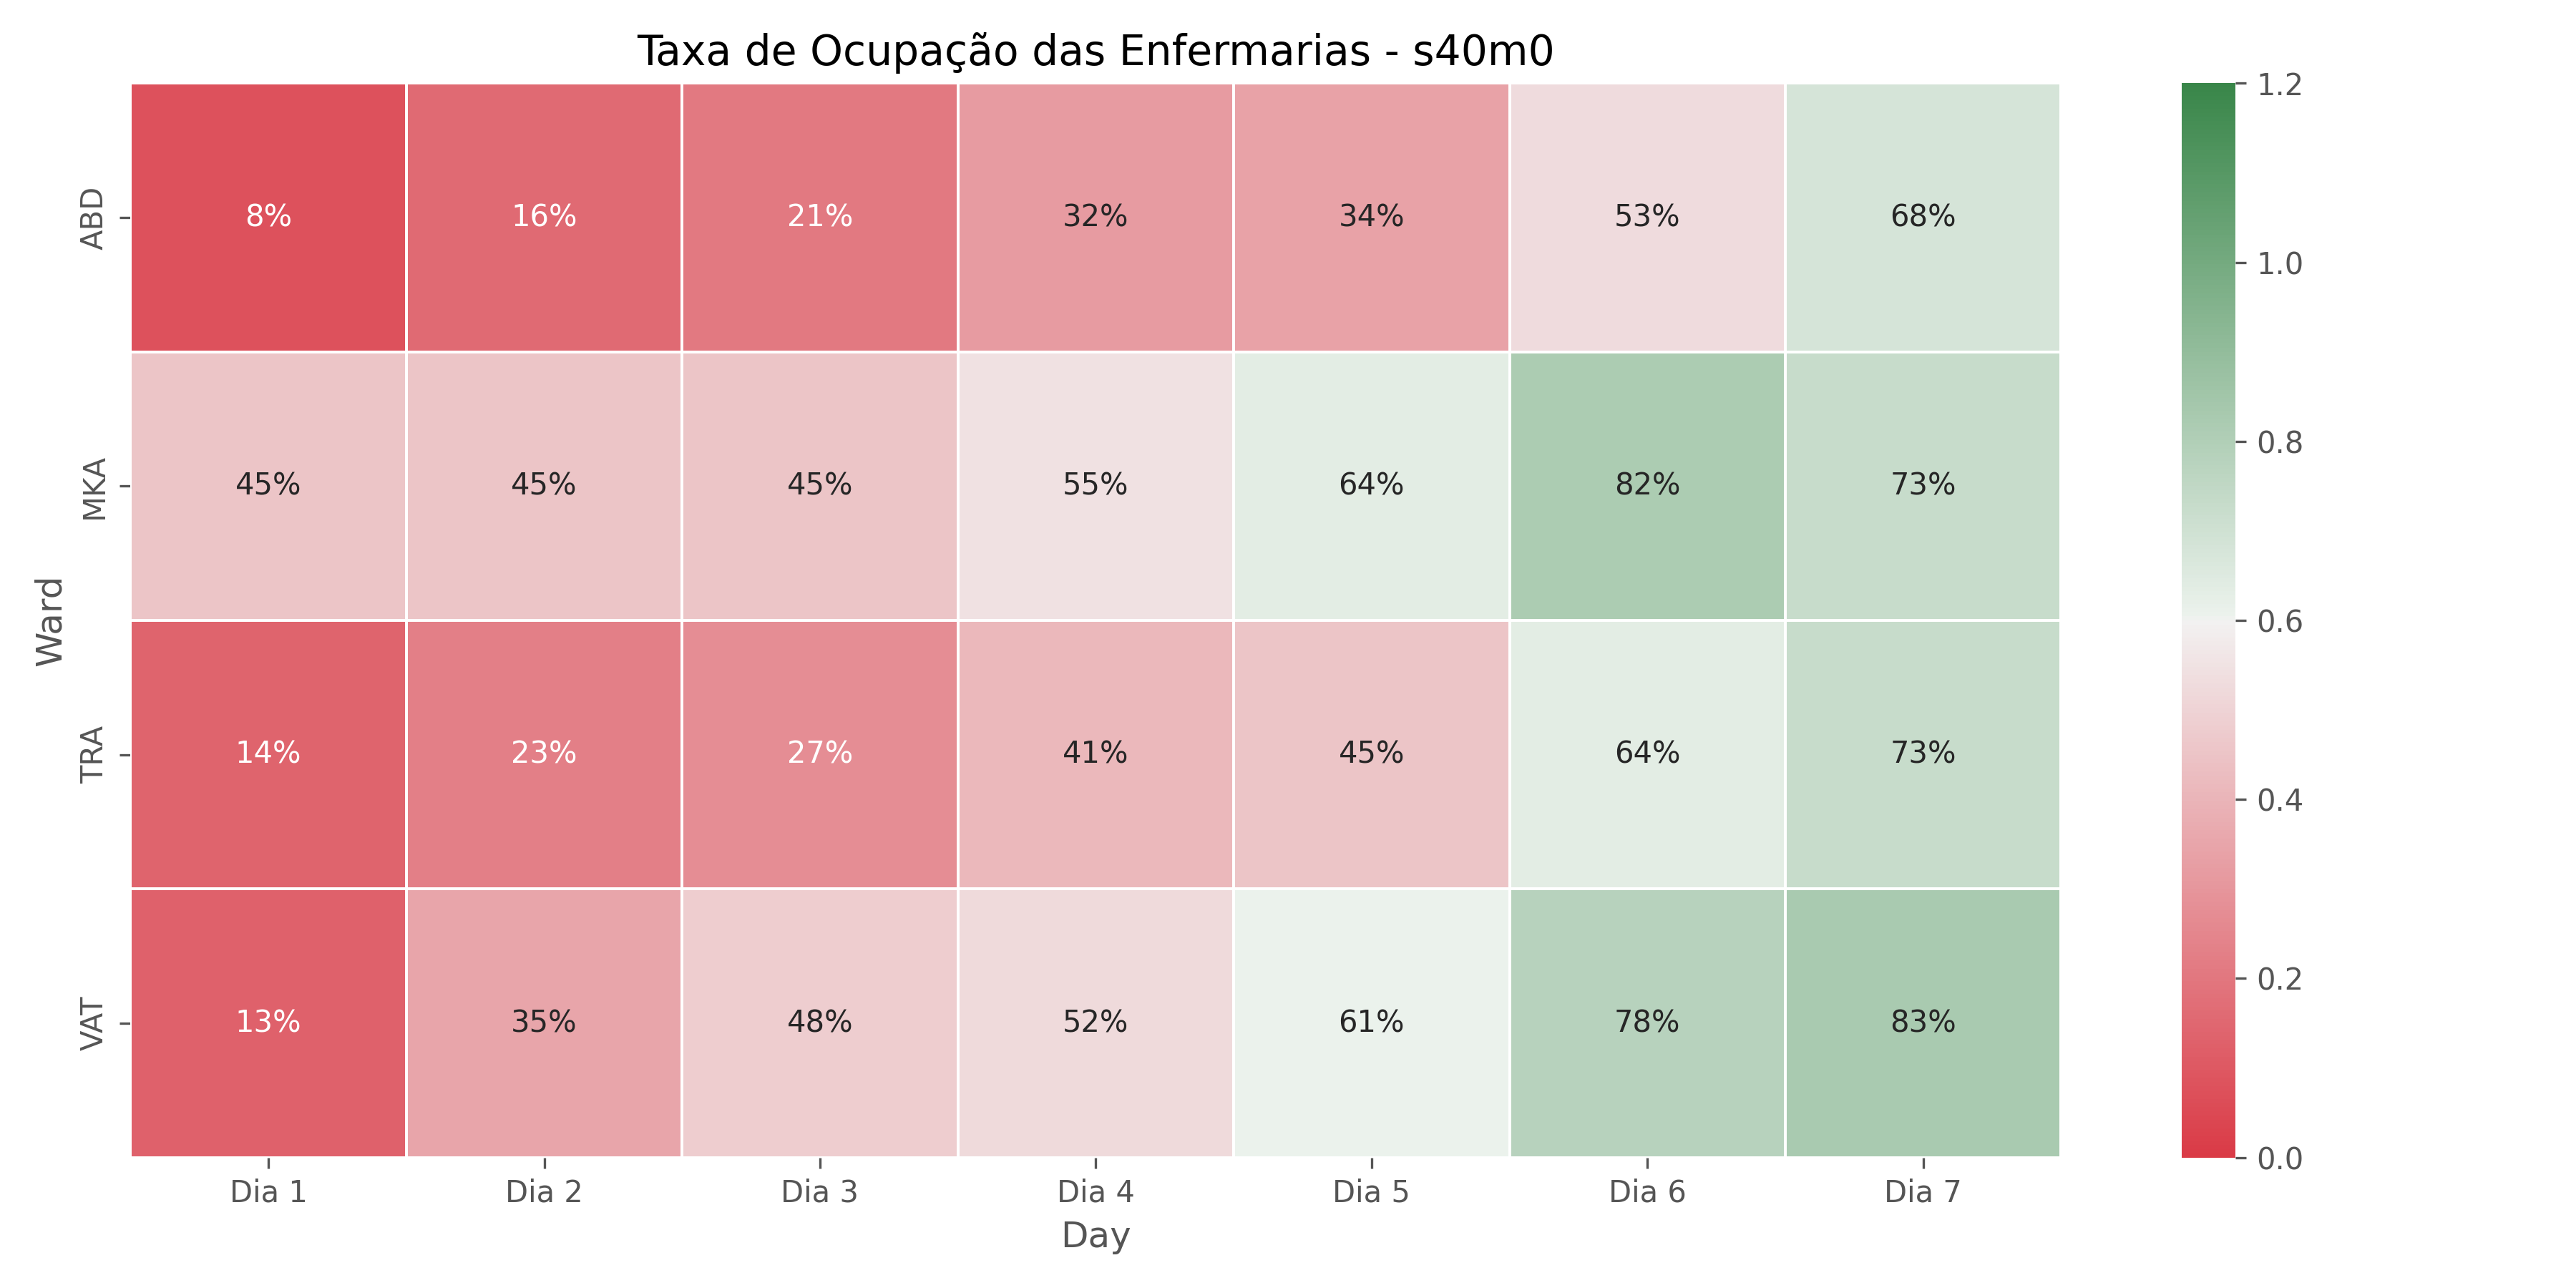 Taxa de Ocupação das Enfermarias - s40m0
Ward
ABD 8% 16% 21% 32% 34% 53% 68%
MKA 45% 45% 45% 55% 64% 82% 73%
TRA 14% 23% 27% 41% 45% 64% 73%
VAT 13% 35% 48% 52% 61% 78% 83%
Dia 1 Dia 2 Dia 3 Dia 4 Dia 5 Dia 6 Dia 7
Day
1.2
1.0
0.8
0.6
0.4
0.2
0.0